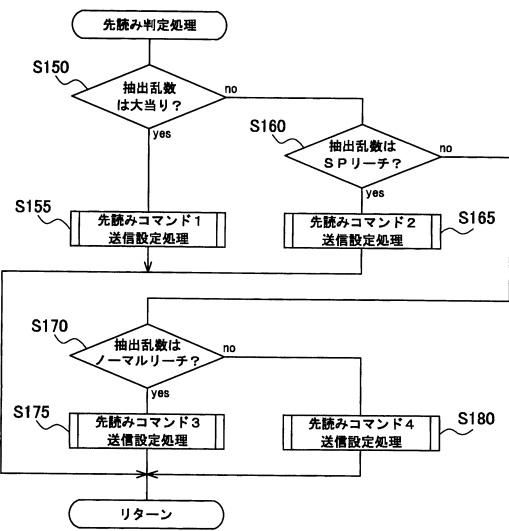 先読み判定処理
S150
抽出乱数
は大当り？
no
yes
S160
抽出乱数は
ＳＰリーチ？
no
yes
S155
先読みコマンド１
送信設定処理
先読みコマンド２
送信設定処理
S165
S170
抽出乱数は
ノーマルリーチ？
no
yes
S175
先読みコマンド３
送信設定処理
先読みコマンド４
送信設定処理
S180
リターン